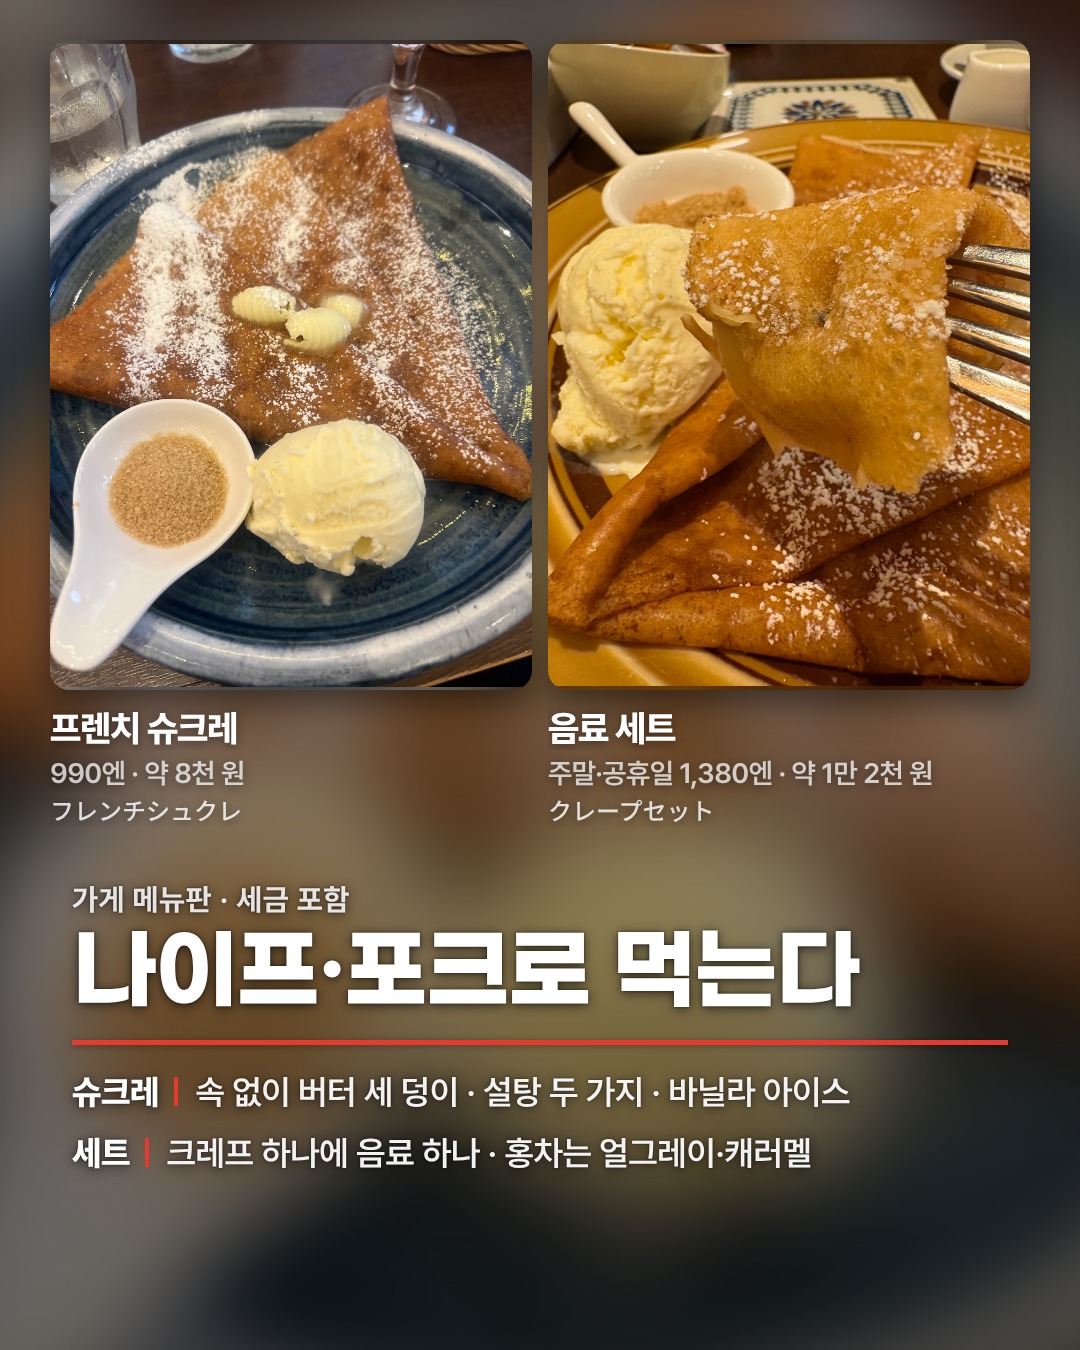 프렌치 슈크레
990엔 · 약 8천 원
フレンチシュクレ
음료 세트
주말·공휴일 1,380엔 · 약 1만 2천 원
クレープセット
가게 메뉴판 · 세금 포함
나이프·포크로 먹는다
슈크레 | 속 없이 버터 세 덩이 · 설탕 두 가지 · 바닐라 아이스
세트 | 크레프 하나에 음료 하나 · 홍차는 얼그레이·캐러멜